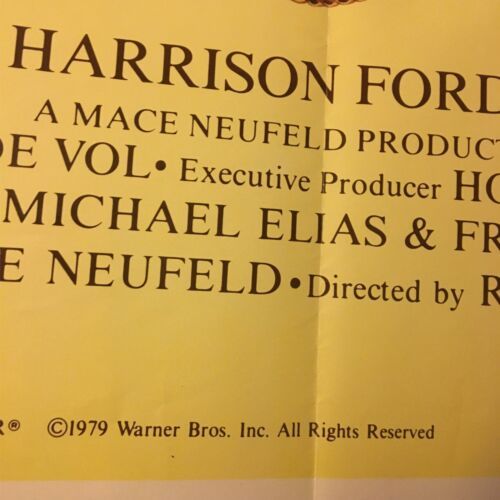 HARRISON FORD
A MACE NEUFELD PRODUCT
DE VOL• Executive Producer HO
MICHAEL ELIAS & FR
E NEUFELD•Directed by R
R® ©1979 Warner Bros. Inc. All Rights Reserved